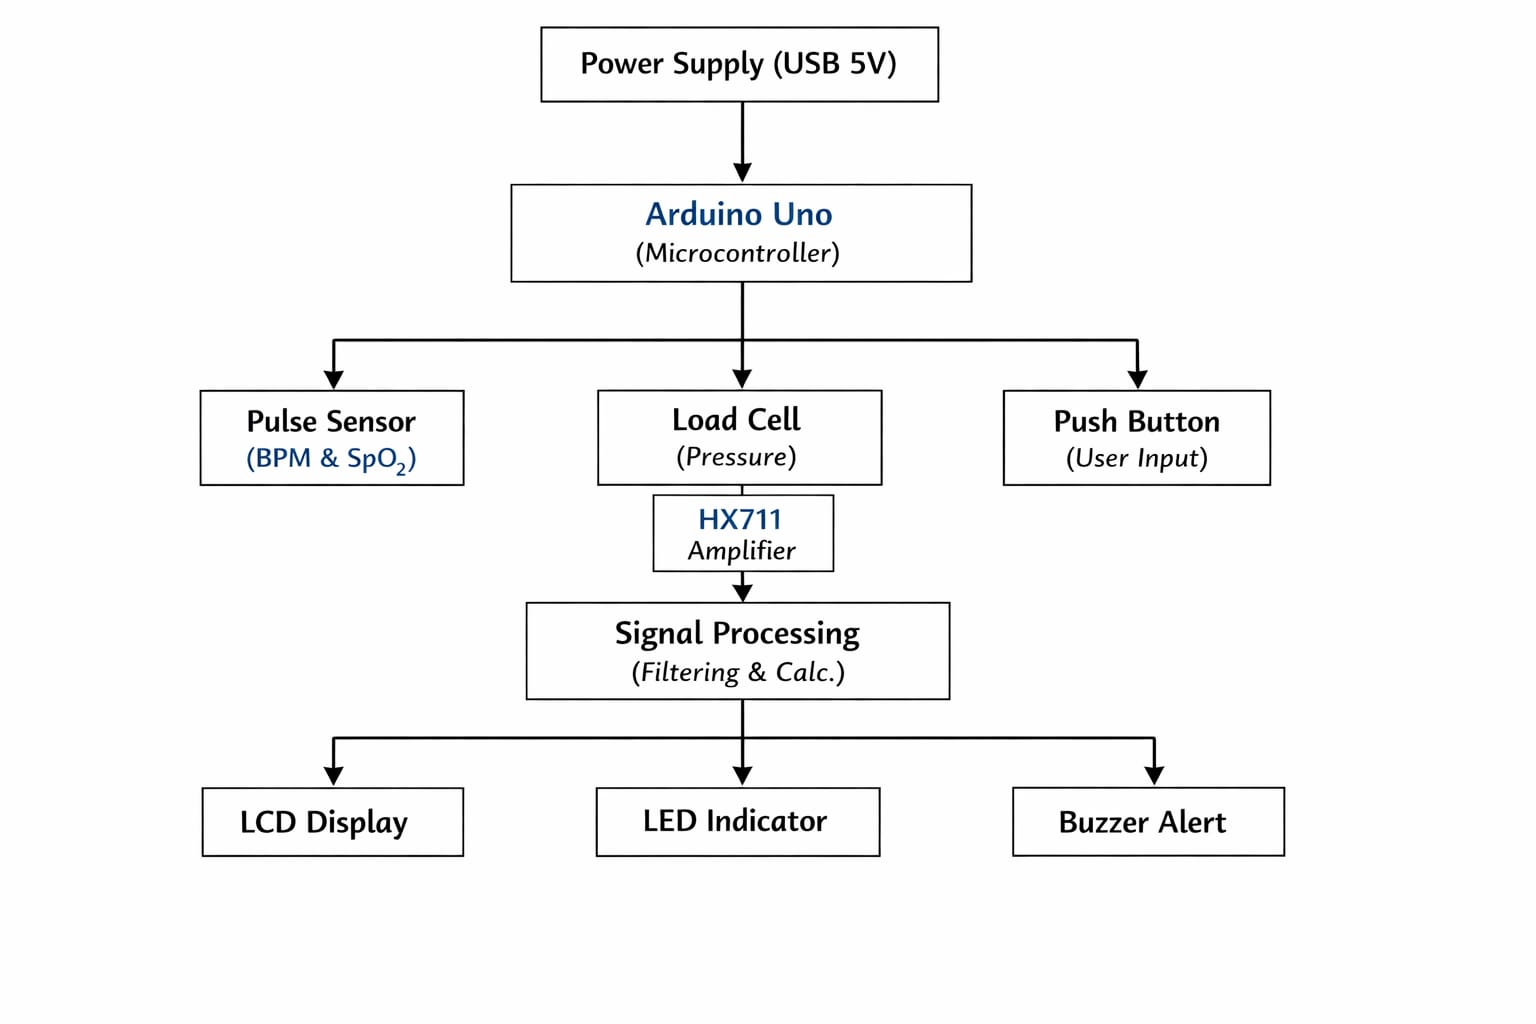 Power Supply (USB 5V)
Arduino Uno
(Microcontroller)
Pulse Sensor
(BPM & SpO₂)
Load Cell
(Pressure)
Push Button
(User Input)
HX711
Amplifier
Signal Processing
(Filtering & Calc.)
LCD Display
LED Indicator
Buzzer Alert